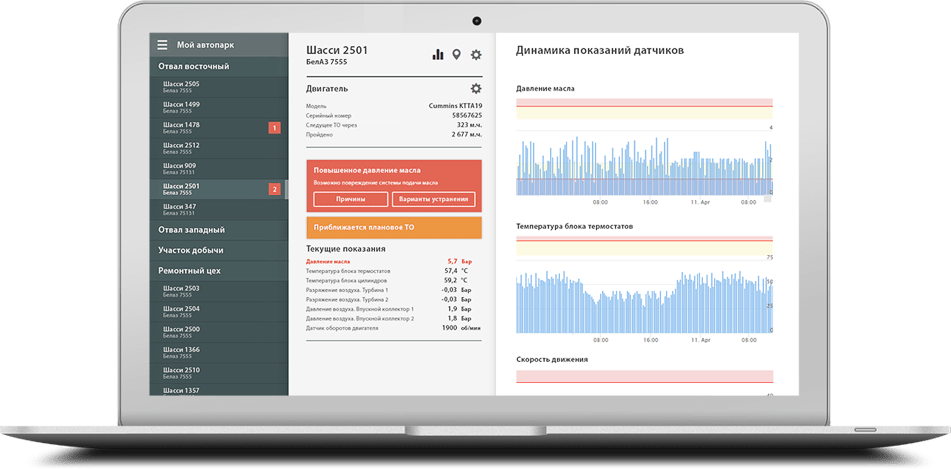 Мой автопарк
Отвал восточный
Шасси 2505
Белаз 7555
Шасси 1499
Белаз 7555
Шасси 1478
Белаз 7555
1
Шасси 2512
Белаз 7555
Шасси 909
Белаз 75131
Шасси 2501
Белаз 7555
2
Шасси 347
Белаз 75131
Отвал западный
Участок добычи
Ремонтный цех
Шасси 2503
Белаз 7555
Шасси 2504
Белаз 7555
Шасси 2500
Белаз 7555
Шасси 1366
Белаз 7555
Шасси 2510
Белаз 7555
Шасси 1357
Белаз 7555
Шасси 2501
БелАЗ 7555
Двигатель
Модель Cummins KTTA19
Серийный номер 58567625
Следущее ТО через 323 м.ч.
Пройдено 2 677 м.ч.
Повышенное давление масла
Возможно повреждение системы подачи масла
Причины Варианты устранения
Приближается плановое ТО
Текущие показания
Давление масла 5,7 Бар
Температура блока термостатов 57,4 °C
Температура блока цилиндров 59,2 °C
Разряжение воздуха. Турбина 1 -0,03 Бар
Разряжение воздуха. Турбина 2 -0,03 Бар
Давление воздуха. Впускной коллектор 1 1,9 Бар
Давление воздуха. Впускной коллектор 2 1,8 Бар
Датчик оборотов двигателя 1900 об/мин
Динамика показаний датчиков
Давление масла
4
2
0
08:00 16:00 11. Apr 08:00
Температура блока термостатов
75
50
25
0
08:00 16:00 11. Apr 08:00
Скорость движения